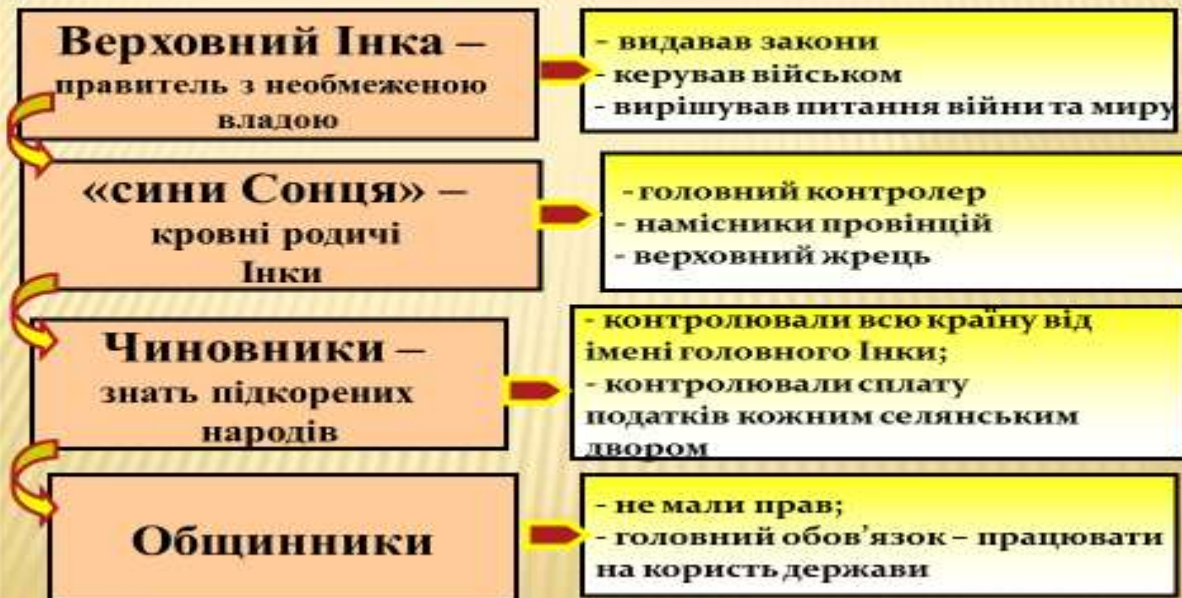 Верховний Інка –
правитель з необмеженою
владою
- видавав закони
- керував військом
- вирішував питання війни та миру
«сини Сонця» –
кровні родичі
Інки
- головний контролер
- намісники провінцій
- верховний жрець
Чиновники –
знать підкорених
народів
- контролювали всю країну від
імені головного Інки;
- контролювали сплату
податків кожним селянським
двором
Общинники
- не мали прав;
- головний обов’язок – працювати
на користь держави